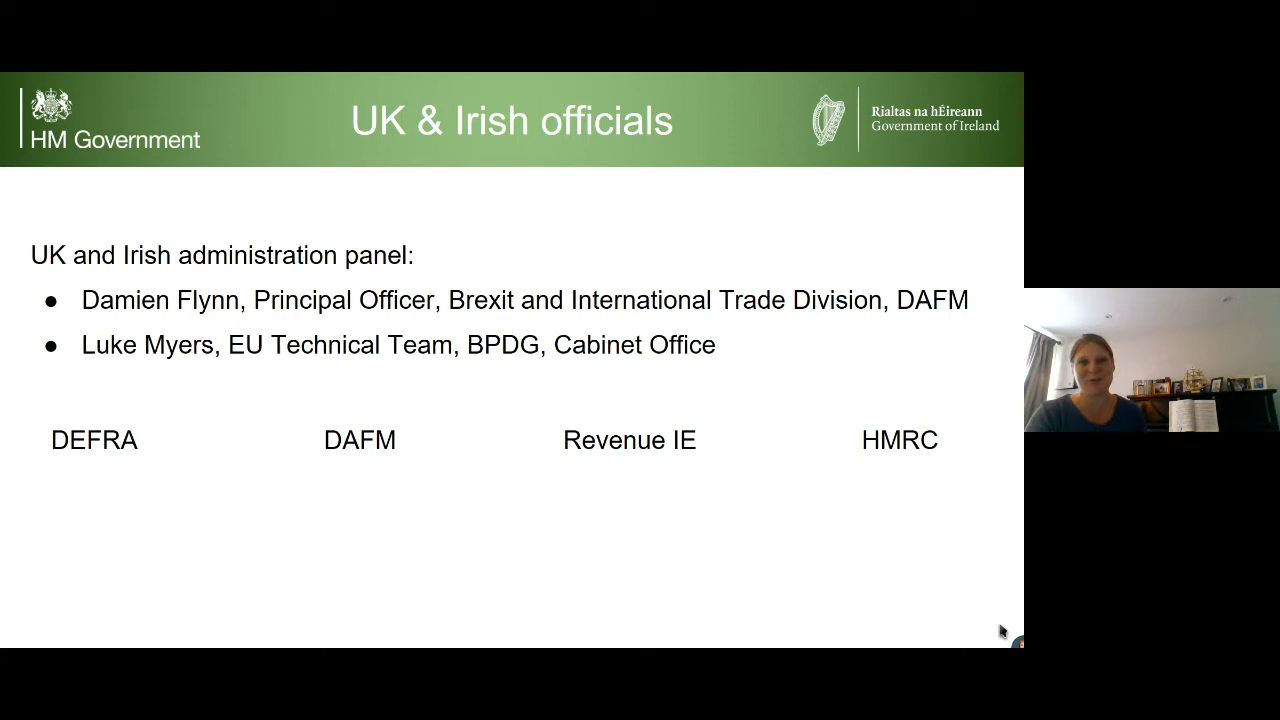 HM Government
UK & Irish officials
Rialtas na hÉireann
Government of Ireland
UK and Irish administration panel:
● Damien Flynn, Principal Officer, Brexit and International Trade Division, DAFM
● Luke Myers, EU Technical Team, BPDG, Cabinet Office
DEFRA DAFM Revenue IE HMRC